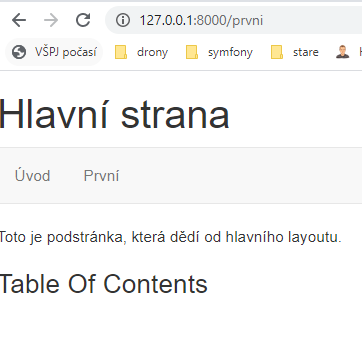 127.0.0.1:8000/prvni
VŠPJ počasí drony symfony stare
Hlavní strana
Úvod První
Toto je podstránka, která dědí od hlavního layoutu.
Table Of Contents